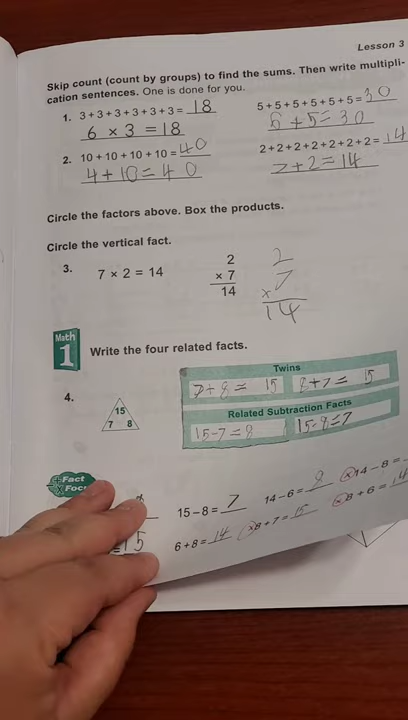 Lesson 3
Skip count (count by groups) to find the sums. Then write multipli-
cation sentences. One is done for you.
1. 3 + 3 + 3 + 3 + 3 + 3 = 18
6 × 3 = 18
5 + 5 + 5 + 5 + 5 + 5 = 30
6 + 5 = 30
2. 10 + 10 + 10 + 10 = 40
4 + 10 = 40
2 + 2 + 2 + 2 + 2 + 2 + 2 = 14
7 + 2 = 14
Circle the factors above. Box the products.
Circle the vertical fact.
3. 7 × 2 = 14
2
× 7
14
2
7
×
14
Math
1
Write the four related facts.
4.
15
7 8
Twins
7 + 8 = 15
8 + 7 = 15
Related Subtraction Facts
15 - 7 = 8
15 - 8 = 7
Fact
Foc
15 - 8 = 7
14 - 6 = 8
14 - 8 =
= 15
6 + 8 = 14
8 + 7 = 15
8 + 6 = 14